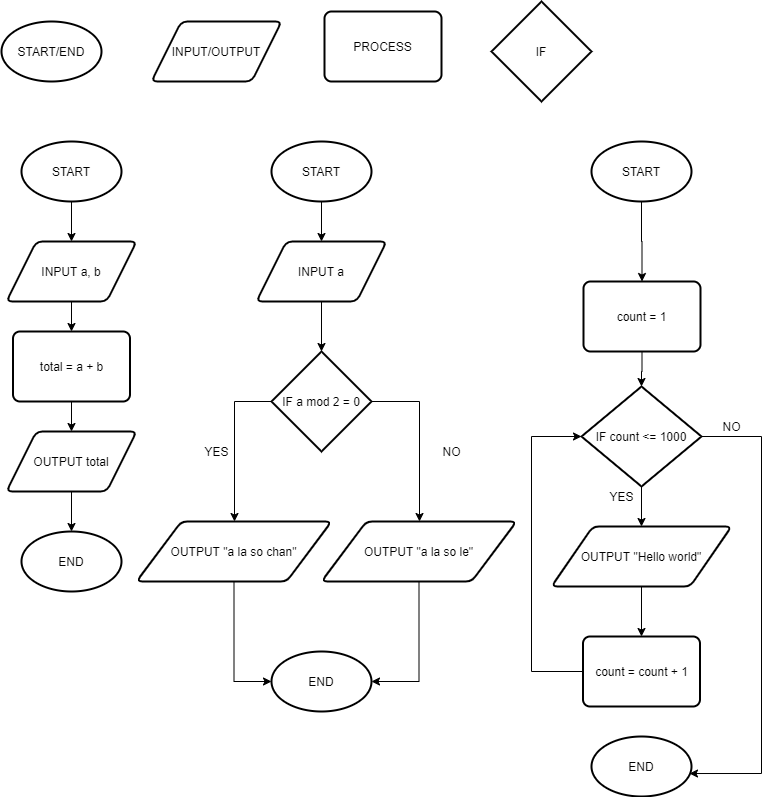 START/END
INPUT/OUTPUT
PROCESS
IF
START
INPUT a, b
total = a + b
OUTPUT total
END
START
INPUT a
IF a mod 2 = 0
YES
NO
OUTPUT "a la so chan"
OUTPUT "a la so le"
END
START
count = 1
IF count <= 1000
NO
YES
OUTPUT "Hello world"
count = count + 1
END